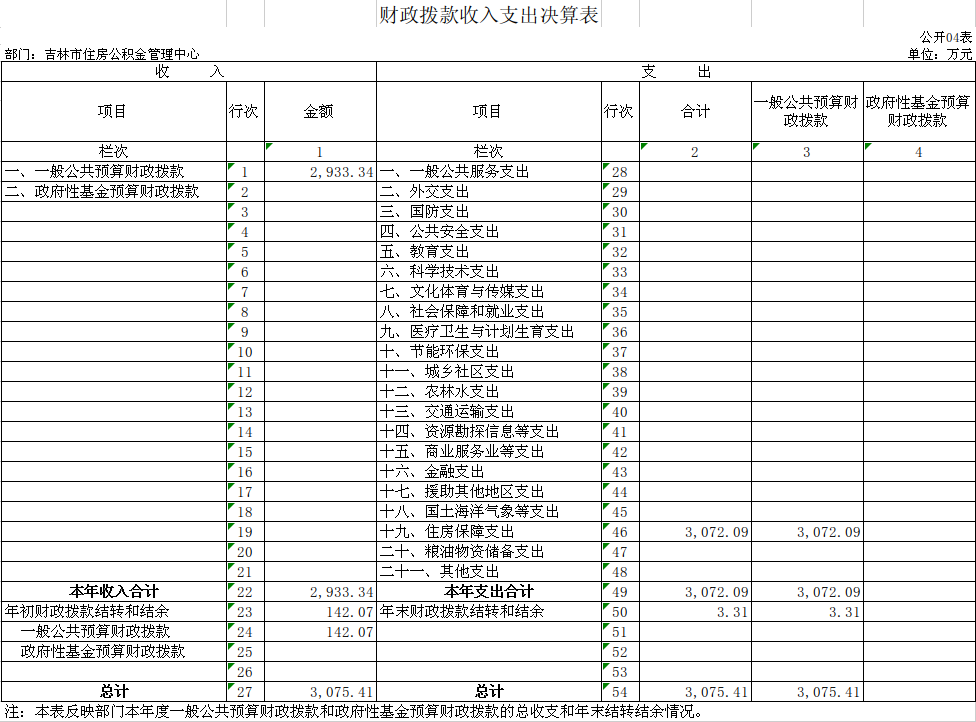 财政拨款收入支出决算表
公开04表
部门：吉林市住房公积金管理中心 单位：万元
收 入 支 出
项目 行次 金额 项目 行次 合计 一般公共预算财政拨款 政府性基金预算财政拨款
栏次 1 栏次 2 3 4
一、一般公共预算财政拨款 1 2,933.34 一、一般公共服务支出 28
二、政府性基金预算财政拨款 2 二、外交支出 29
3 三、国防支出 30
4 四、公共安全支出 31
5 五、教育支出 32
6 六、科学技术支出 33
7 七、文化体育与传媒支出 34
8 八、社会保障和就业支出 35
9 九、医疗卫生与计划生育支出 36
10 十、节能环保支出 37
11 十一、城乡社区支出 38
12 十二、农林水支出 39
13 十三、交通运输支出 40
14 十四、资源勘探信息等支出 41
15 十五、商业服务业等支出 42
16 十六、金融支出 43
17 十七、援助其他地区支出 44
18 十八、国土海洋气象等支出 45
19 十九、住房保障支出 46 3,072.09 3,072.09
20 二十、粮油物资储备支出 47
21 二十一、其他支出 48
本年收入合计 22 2,933.34 本年支出合计 49 3,072.09 3,072.09
年初财政拨款结转和结余 23 142.07 年末财政拨款结转和结余 50 3.31 3.31
一般公共预算财政拨款 24 142.07 51
政府性基金预算财政拨款 25 52
26 53
总计 27 3,075.41 总计 54 3,075.41 3,075.41
注：本表反映部门本年度一般公共预算财政拨款和政府性基金预算财政拨款的总收支和年末结转结余情况。